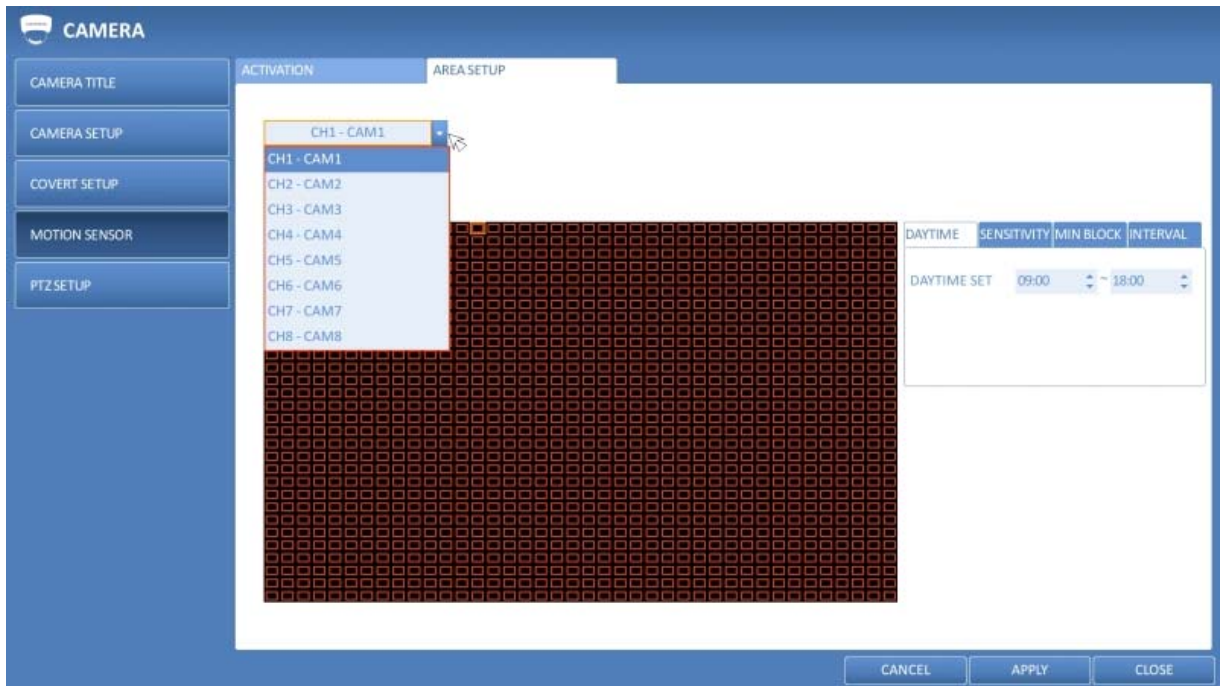 CAMERA
CAMERA TITLE
CAMERA SETUP
COVERT SETUP
MOTION SENSOR
PTZ SETUP
ACTIVATION
AREA SETUP
CH1 - CAM1
CH1 - CAM1
CH2 - CAM2
CH3 - CAM3
CH4 - CAM4
CH5 - CAM5
CH6 - CAM6
CH7 - CAM7
CH8 - CAM8
DAYTIME SENSITIVITY MIN BLOCK INTERVAL
DAYTIME SET 09:00 ~ 18:00
CANCEL APPLY CLOSE